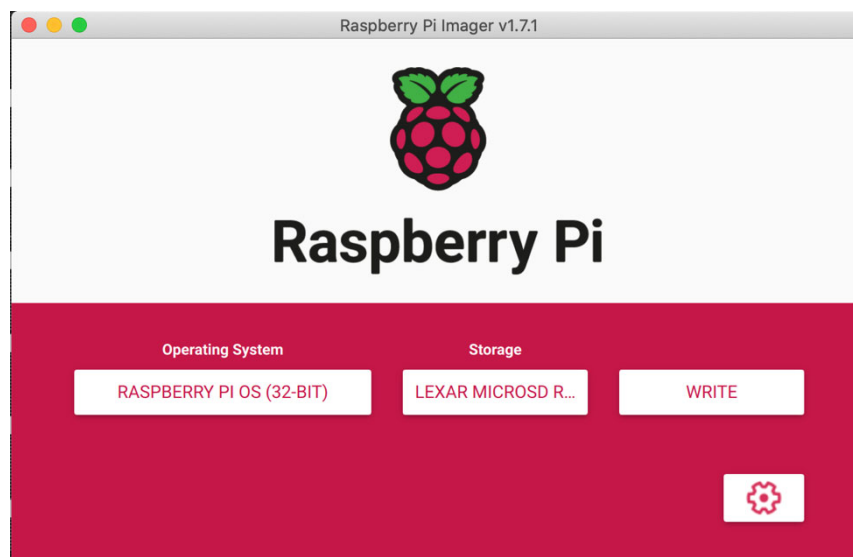 Raspberry Pi Imager v1.7.1
Raspberry Pi
Operating System
Storage
RASPBERRY PI OS (32-BIT)
LEXAR MICROSD R...
WRITE